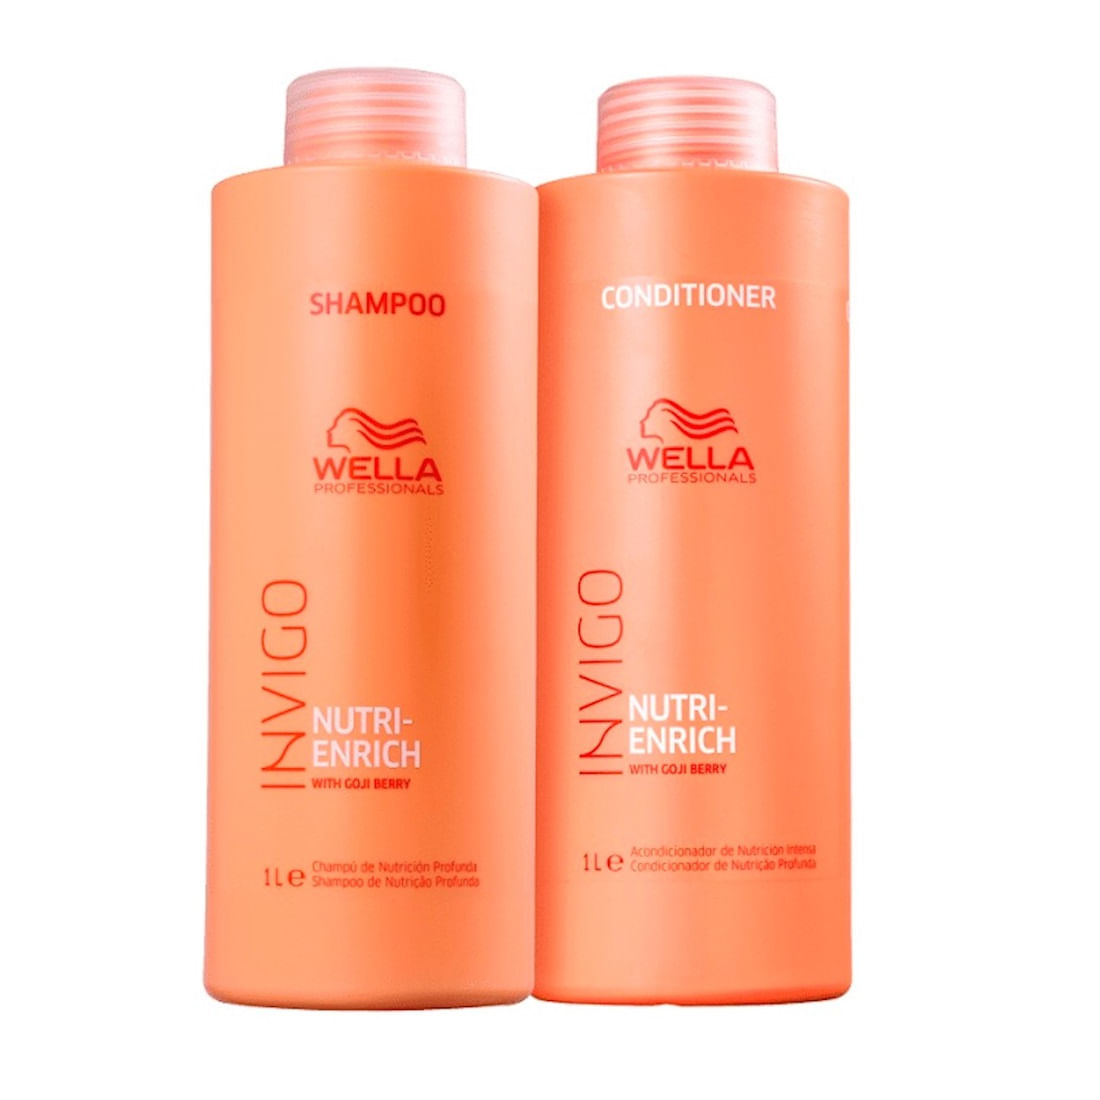 SHAMPOO
WELLA
PROFESSIONALS
INVIGO
NUTRI-
ENRICH
WITH GOJI BERRY
1 L e
Champú de Nutrición Profunda
Shampoo de Nutrição Profunda
CONDITIONER
WELLA
PROFESSIONALS
INVIGO
NUTRI-
ENRICH
WITH GOJI BERRY
1 L e
Acondicionador de Nutrición Intensa
Condicionador de Nutrição Profunda